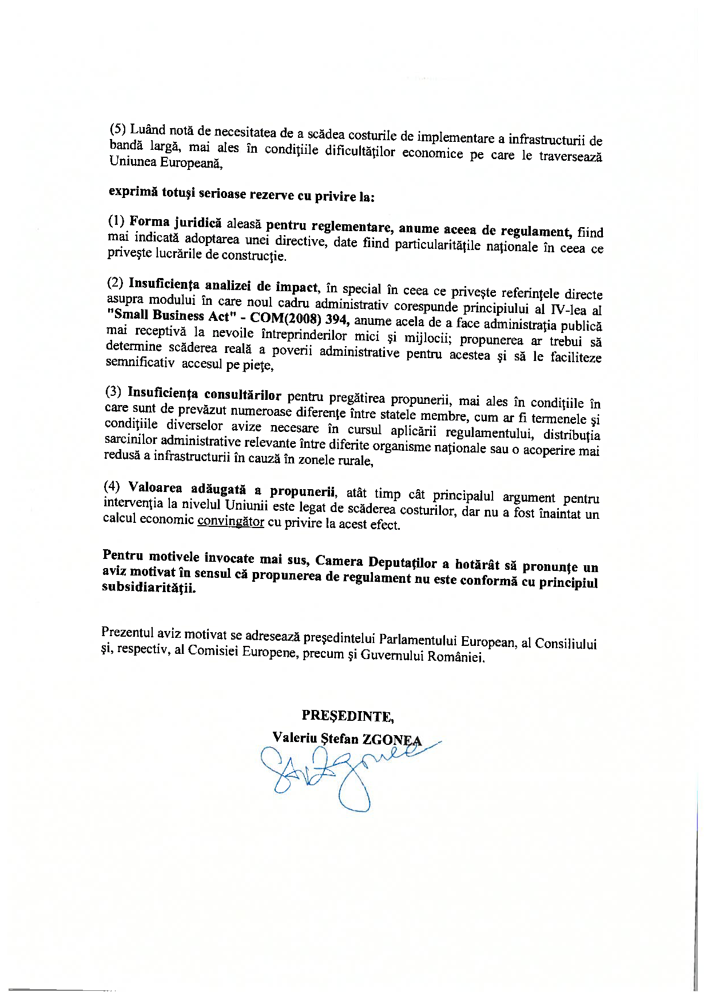 (5) Luând notă de necesitatea de a scădea costurile de implementare a infrastructurii de
bandă largă, mai ales în condiţiile dificultăţilor economice pe care le traversează
Uniunea Europeană,
exprimă totuşi serioase rezerve cu privire la:
(1) Forma juridică aleasă pentru reglementare, anume aceea de regulament, fiind
mai indicată adoptarea unei directive, date fiind particularităţile naţionale în ceea ce
priveşte lucrările de construcţie.
(2) Insuficienţa analizei de impact, în special în ceea ce priveşte referinţele directe
asupra modului în care noul cadru administrativ corespunde principiului al IV-lea al
"Small Business Act" - COM(2008) 394, anume acela de a face administraţia publică
mai receptivă la nevoile întreprinderilor mici şi mijlocii; propunerea ar trebui să
determine scăderea reală a poverii administrative pentru acestea şi să le faciliteze
semnificativ accesul pe pieţe,
(3) Insuficienţa consultărilor pentru pregătirea propunerii, mai ales în condiţiile în
care sunt de prevăzut numeroase diferenţe între statele membre, cum ar fi termenele şi
condiţiile diverselor avize necesare în cursul aplicării regulamentului, distribuţia
sarcinilor administrative relevante între diferite organisme naţionale sau o acoperire mai
redusă a infrastructurii în cauză în zonele rurale,
(4) Valoarea adăugată a propunerii, atât timp cât principalul argument pentru
intervenţia la nivelul Uniunii este legat de scăderea costurilor, dar nu a fost înaintat un
calcul economic convingător cu privire la acest efect.
Pentru motivele invocate mai sus, Camera Deputaţilor a hotărât să pronunţe un
aviz motivat în sensul că propunerea de regulament nu este conformă cu principiul
subsidiarităţii.
Prezentul aviz motivat se adresează preşedintelui Parlamentului European, al Consiliului
şi, respectiv, al Comisiei Europene, precum şi Guvernului României.
PREŞEDINTE,
Valeriu Ştefan ZGONEA